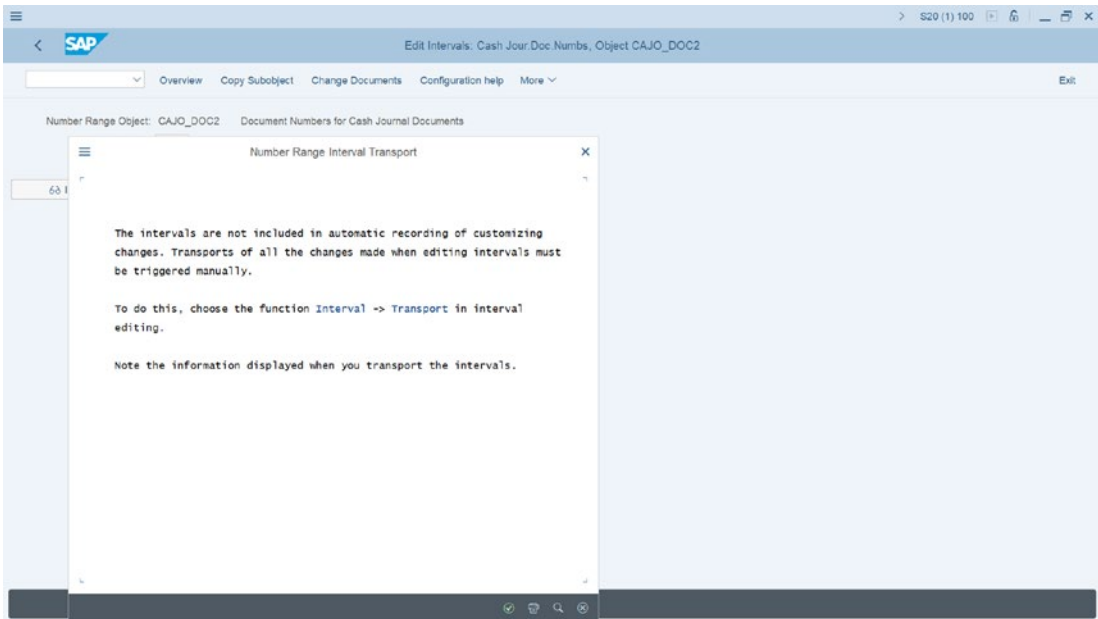 S20 (1) 100
SAP
Edit Intervals: Cash Jour.Doc.Numbs, Object CAJO_DOC2
Overview Copy Subobject Change Documents Configuration help More Exit
Number Range Object: CAJO_DOC2 Document Numbers for Cash Journal Documents
Number Range Interval Transport
The intervals are not included in automatic recording of customizing
changes. Transports of all the changes made when editing intervals must
be triggered manually.
To do this, choose the function Interval -> Transport in interval
editing.
Note the information displayed when you transport the intervals.